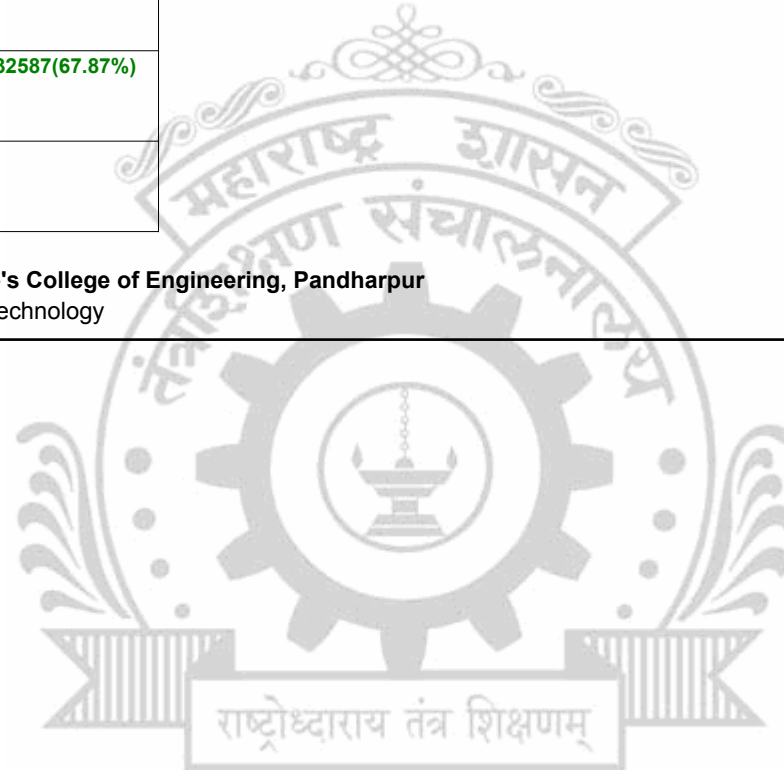 32587(67.87%)
महाराष्ट्र शासन
तंत्रशिक्षण संचालनालय
's College of Engineering, Pandharpur
echnology
राष्ट्रोध्दाराय तंत्र शिक्षणम्